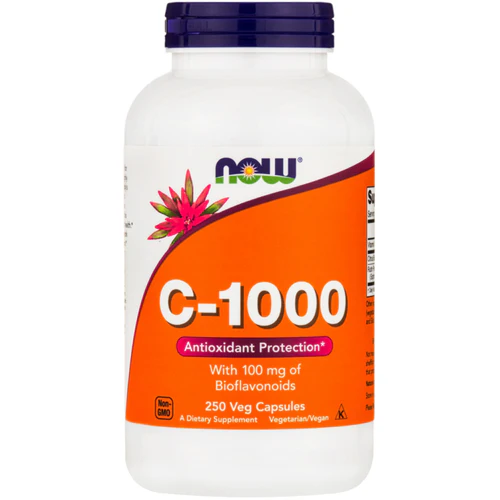 NOW
C-1000
Antioxidant Protection*
With 100 mg of
Bioflavonoids
250 Veg Capsules
Non-
GMO
A Dietary Supplement Vegetarian/Vegan
K